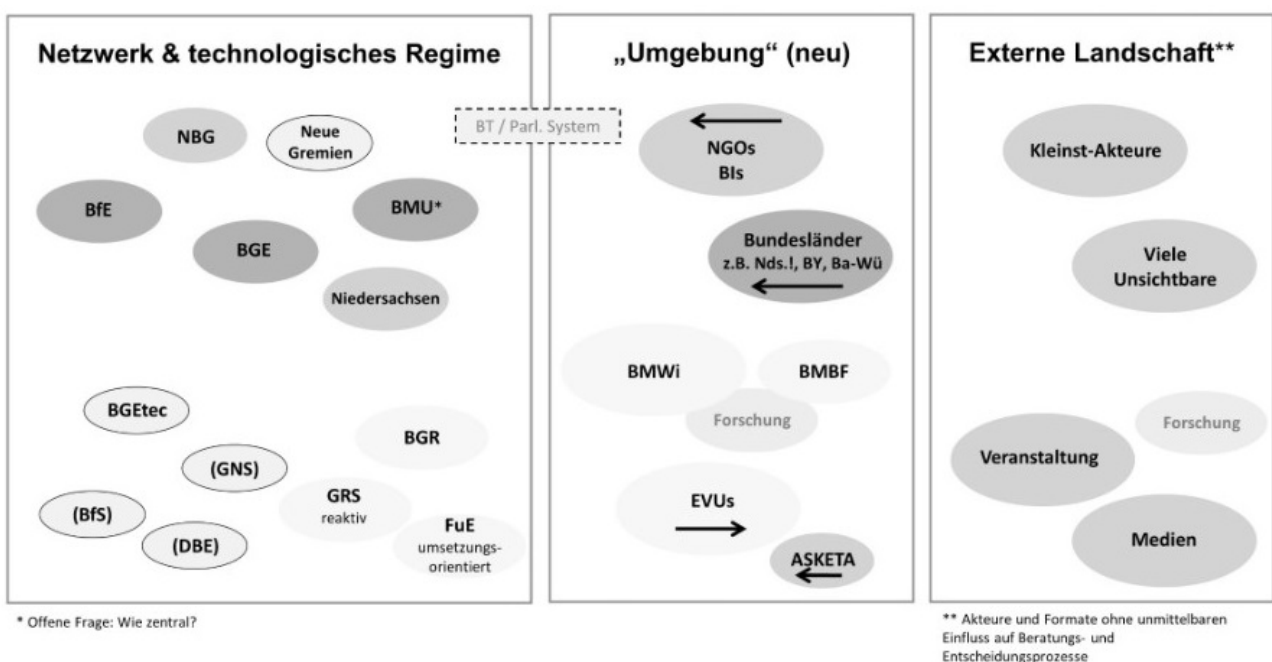 Netzwerk & technologisches Regime
NBG
Neue
Gremien
BfE
BMU*
BGE
Niedersachsen
BGEtec
BGR
(GNS)
GRS
reaktiv
(BfS)
(DBE)
FuE
umsetzungs-
orientiert
BT / Parl. System
„Umgebung“ (neu)
NGOs
BIs
Bundesländer
z.B. Nds.!, BY, Ba-Wü
BMWi
BMBF
Forschung
EVUs
ASKETA
Externe Landschaft**
Kleinst-Akteure
Viele
Unsichtbare
Forschung
Veranstaltung
Medien
* Offene Frage: Wie zentral?
** Akteure und Formate ohne unmittelbaren
Einfluss auf Beratungs- und
Entscheidungsprozesse